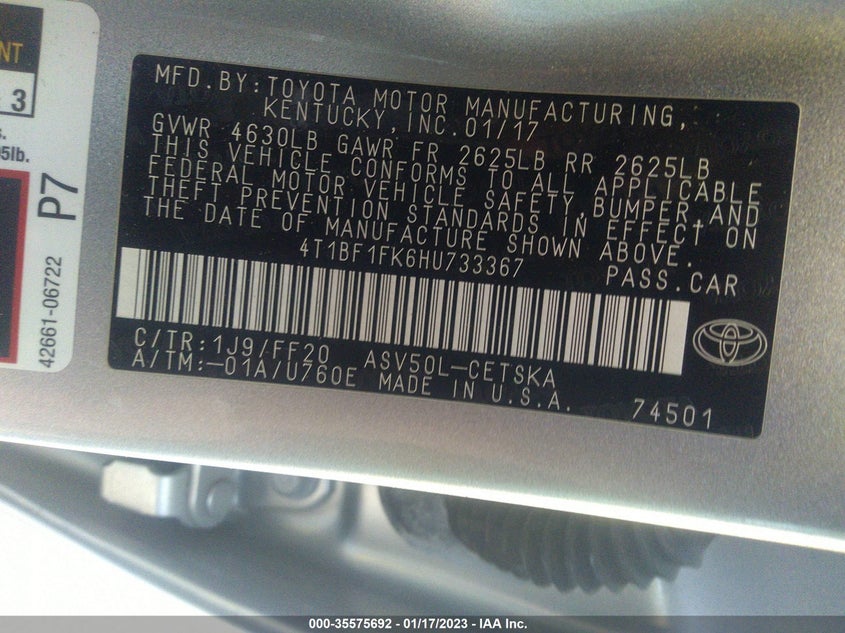 NT
3
s.
95lb.
P7
42661-06722
MFD.BY:TOYOTA MOTOR MANUFACTURING,
KENTUCKY,INC.01/17
GVWR 4630LB GAWR FR 2625LB RR 2625LB
THIS VEHICLE CONFORMS TO ALL APPLICABLE
FEDERAL MOTOR VEHICLE SAFETY,BUMPER,AND
THEFT PREVENTION STANDARDS IN EFFECT ON
THE DATE OF MANUFACTURE SHOWN ABOVE.
4T1BF1FK6HU733367
PASS.CAR
C/TR:1J9/FF20 ASV50L-CETSKA
A/TM:-01A/U760E MADE IN U.S.A.
74501
000-35575692 - 01/17/2023 - IAA Inc.